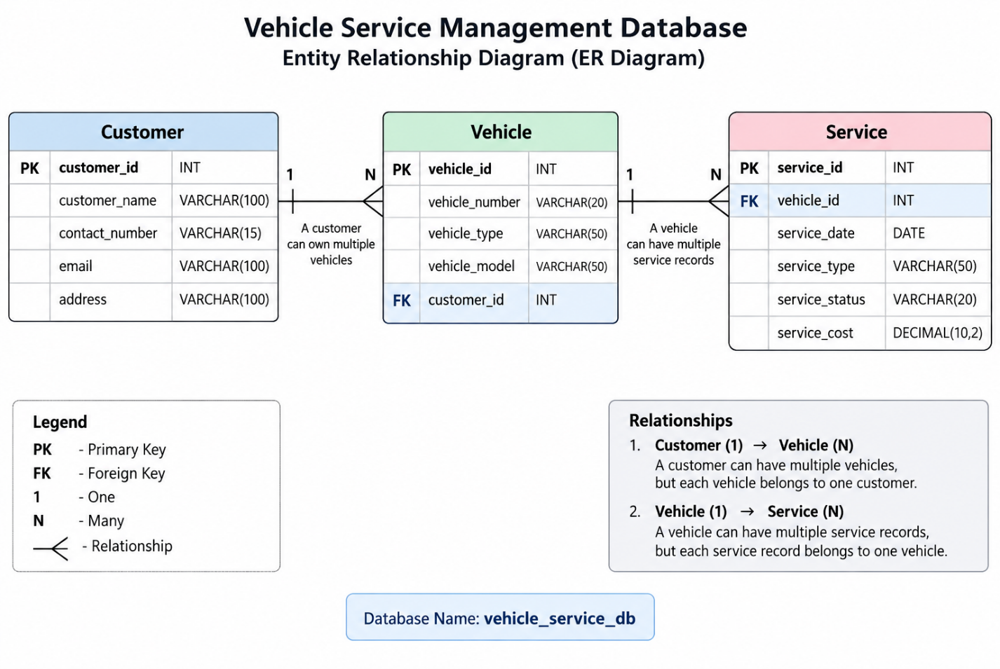 Vehicle Service Management Database
Entity Relationship Diagram (ER Diagram)
Customer
PK customer_id INT
customer_name VARCHAR(100)
contact_number VARCHAR(15)
email VARCHAR(100)
address VARCHAR(100)
1 N
A customer
can own multiple
vehicles
Vehicle
PK vehicle_id INT
vehicle_number VARCHAR(20)
vehicle_type VARCHAR(50)
vehicle_model VARCHAR(50)
FK customer_id INT
1 N
A vehicle
can have multiple
service records
Service
PK service_id INT
FK vehicle_id INT
service_date DATE
service_type VARCHAR(50)
service_status VARCHAR(20)
service_cost DECIMAL(10,2)
Legend
PK - Primary Key
FK - Foreign Key
1 - One
N - Many
- Relationship
Relationships
1. Customer (1) → Vehicle (N)
A customer can have multiple vehicles,
but each vehicle belongs to one customer.
2. Vehicle (1) → Service (N)
A vehicle can have multiple service records,
but each service record belongs to one vehicle.
Database Name: vehicle_service_db